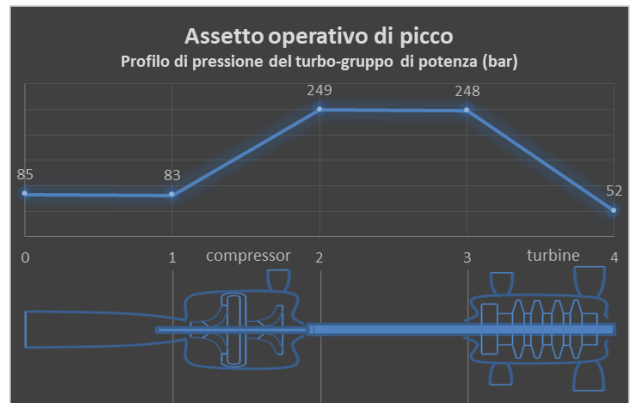 Assetto operativo di picco
Profilo di pressione del turbo-gruppo di potenza (bar)
249
248
85
83
52
0
1
compressor
2
3
turbine
4